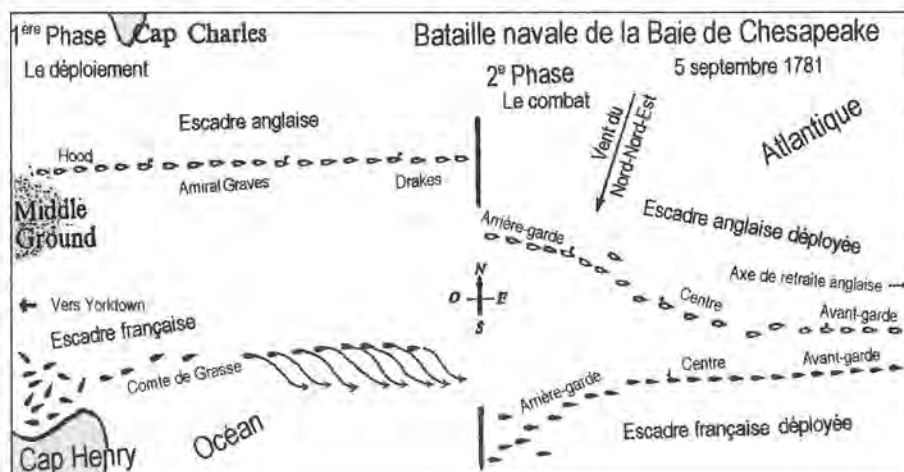 1ère Phase
Cap Charles
Le déploiement
Escadre anglaise
Hood
Amiral Graves
Drakes
Middle
Ground
Vers Yorktown
Escadre française
Comte de Grasse
Océan
Cap Henry
Bataille navale de la Baie de Chesapeake
5 septembre 1781
2e Phase
Le combat
Vent du
Nord-Nord-Est
Atlantique
Escadre anglaise déployée
Arrière-garde
Axe de retraite anglaise
Centre
Avant-garde
N
O
E
S
Centre
Avant-garde
Arrière-garde
Escadre française déployée